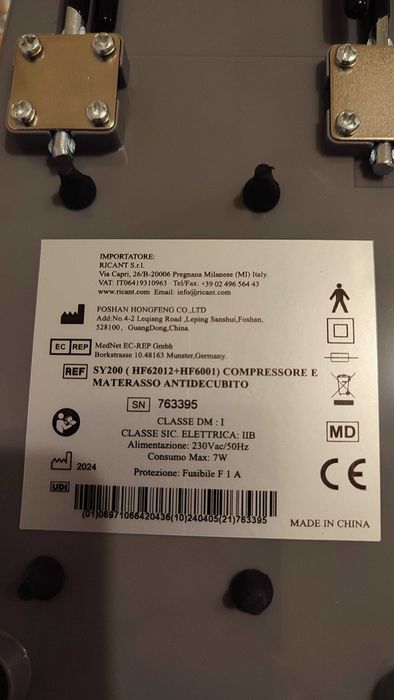 IMPORTATORE:
RICANT S.r.l.
Via Capri, 26/B-20006 Pregnana Milanese (MI) Italy.
VAT: IT06419310963 Tel/Fax: +39 02 496 564 43
www.ricant.com Email: info@ricant.com
FOSHAN HONGFENG CO.,LTD
Add:No.4-2 Leqiang Road ,Leping Sanshui,Foshan,
528100 , GuangDong,China.
EC REP MedNet EC-REP Gmbh
Borkstrasse 10.48163 Munster,Germany.
REF SY200 ( HF62012+HF6001) COMPRESSORE E
MATERASSO ANTIDECUBITO
SN 763395
CLASSE DM : I
CLASSE SIC. ELETTRICA: IIB
Alimentazione: 230Vac/50Hz
MD
2024
Consumo Max: 7W
Protezione: Fusibile F 1 A
CE
UDI
(01)06971066420436(10)240405(21)763395
MADE IN CHINA